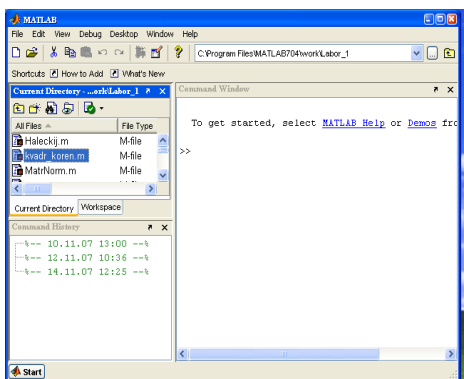 MATLAB
File Edit View Debug Desktop Window Help
C:\Program Files\MATLAB704\work\Labor_1
Shortcuts How to Add What's New
Current Directory - ...ork\Labor_1
All Files File Type
Haleckij.m M-file
kvadr_koren.m M-file
MatrNorm.m M-file
Current Directory Workspace
Command History
%-- 10.11.07 13:00 --%
%-- 12.11.07 10:36 --%
%-- 14.11.07 12:25 --%
Command Window
To get started, select MATLAB Help or Demos fro
>>
Start